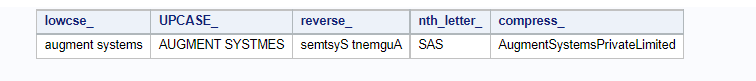 lowcse_ UPCASE_ reverse_ nth_letter_ compress_
augment systems AUGMENT SYSTMES semtsyS tnemguA SAS AugmentSystemsPrivateLimited